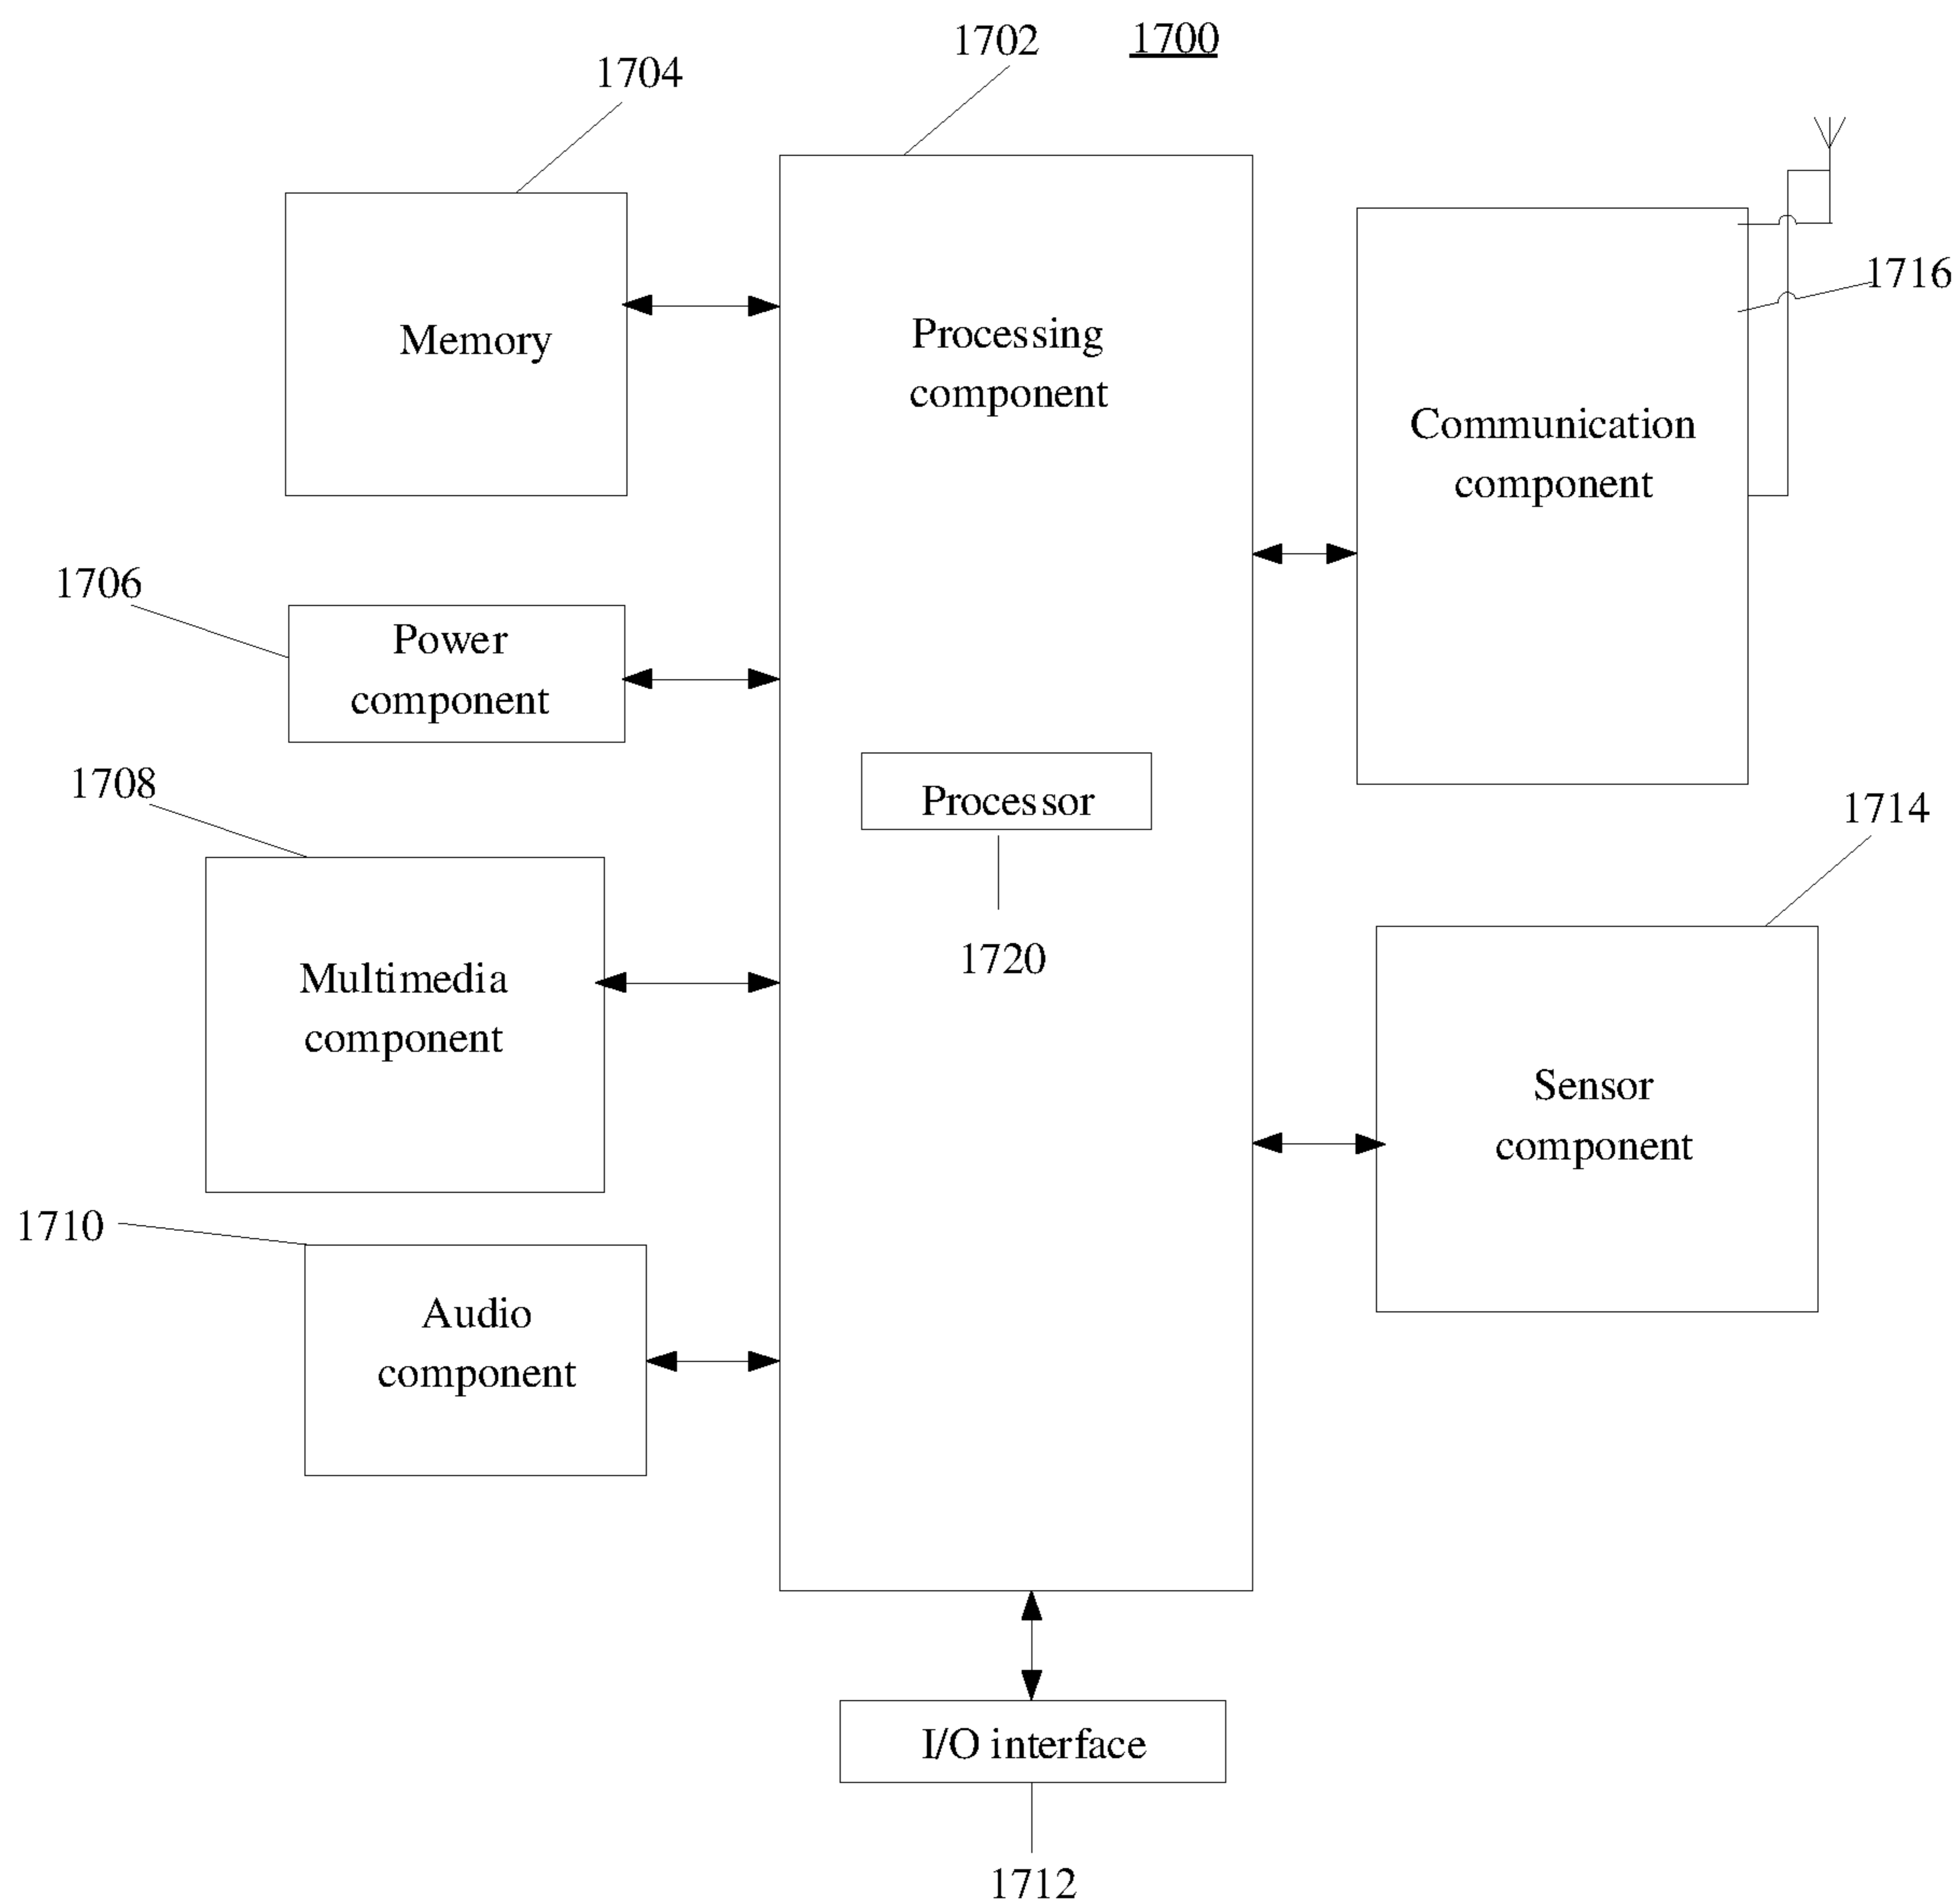 1702
1700
1704
Memory
Processing
component
1716
Communication
component
1706
Power
component
1708
Processor
1714
1720
Multimedia
component
Sensor
component
1710
Audio
component
I/O interface
1712